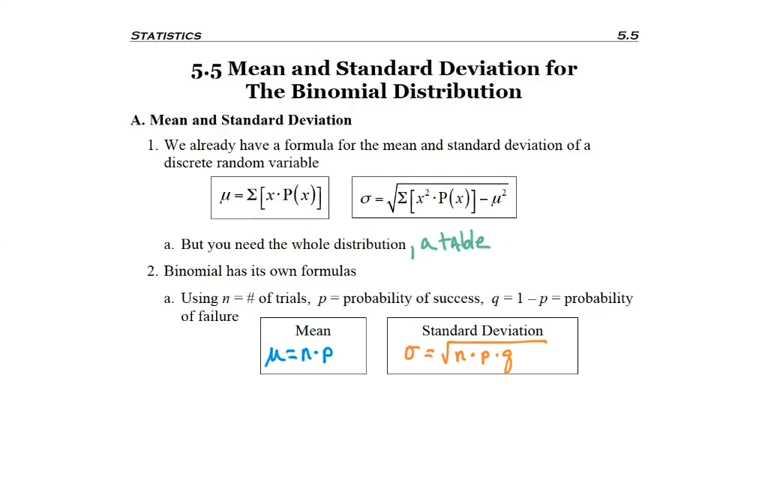 STATISTICS 5.5
5.5 Mean and Standard Deviation for
The Binomial Distribution
A. Mean and Standard Deviation
1. We already have a formula for the mean and standard deviation of a
discrete random variable
μ = Σ[x · P(x)] σ = √(Σ[x² · P(x)] − μ²)
a. But you need the whole distribution, a tAble
2. Binomial has its own formulas
a. Using n = # of trials, p = probability of success, q = 1 – p = probability
of failure
Mean Standard Deviation
μ = n · p σ = √(n · p · q)